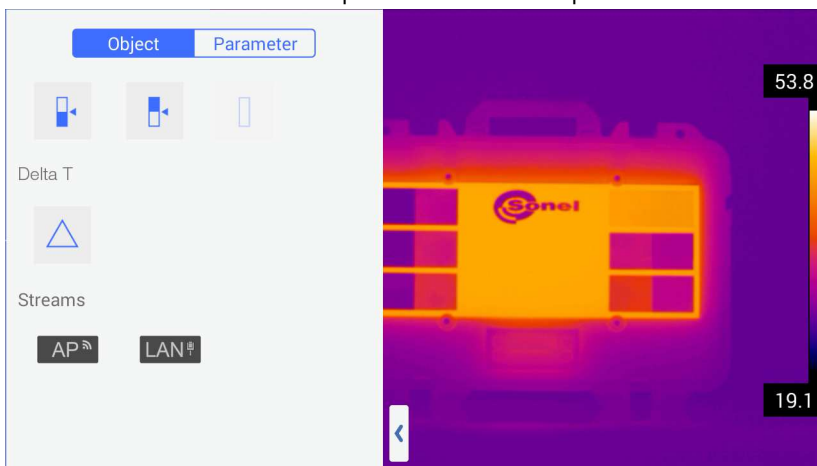 Object
Parameter
Delta T
Streams
AP
LAN
53.8
Sonel
19.1